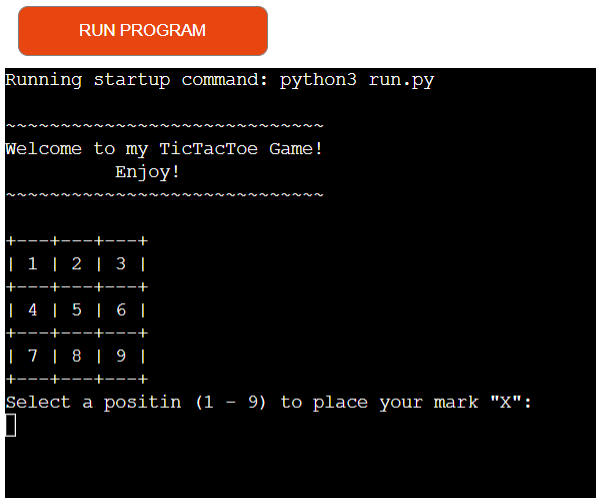 RUN PROGRAM
Running startup command: python3 run.py
~~~~~~~~~~~~~~~~~~~~~~~~~~~~~
Welcome to my TicTacToe Game!
          Enjoy!
~~~~~~~~~~~~~~~~~~~~~~~~~~~~~
+---+---+---+
| 1 | 2 | 3 |
+---+---+---+
| 4 | 5 | 6 |
+---+---+---+
| 7 | 8 | 9 |
+---+---+---+
Select a positin (1 - 9) to place your mark "X":